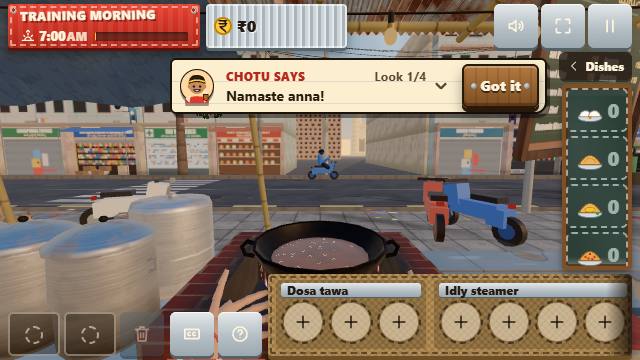 TRAINING MORNING
7:00AM
₹0
CHOTU SAYS
Look 1/4
Namaste anna!
Got it
Dishes
0
0
0
0
Dosa tawa
Idly steamer
+ + + + + + +
CC
?